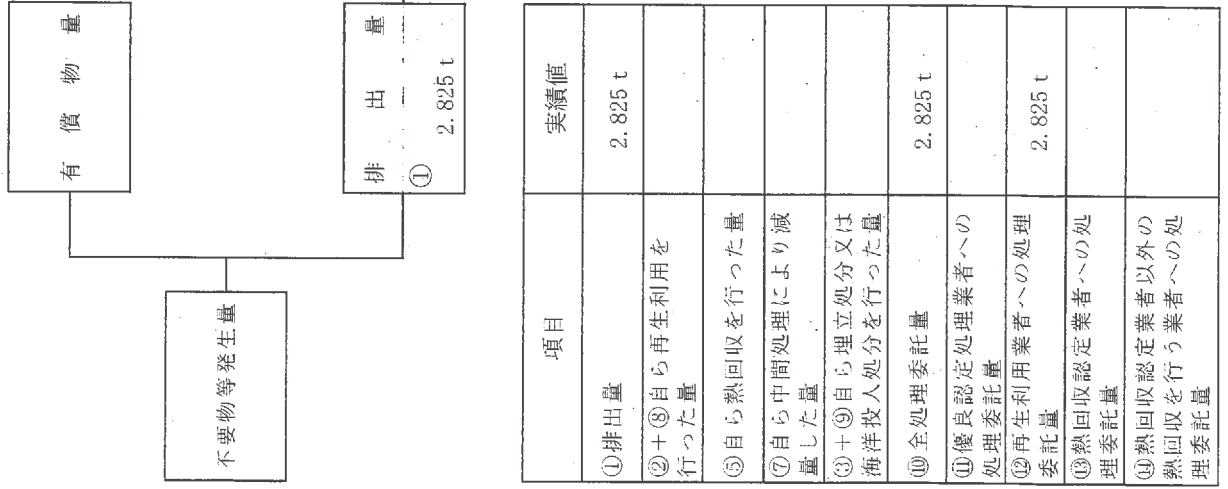 有償物量
不要物等発生量
排出量
①
2.825 t
項目
実績値
①排出量
2.825 t
②+⑧自ら再生利用を
行った量
⑤自ら熱回収を行った量
⑦自ら中間処理により減
量した量
③+⑨自ら埋立処分又は
海洋投入処分を行った量
⑩全処理委託量
2.825 t
⑪優良認定処理業者への
処理委託量
⑫再生利用業者への処理
委託量
2.825 t
⑬熱回収認定業者への処
理委託量
⑭熱回収認定業者以外の
熱回収を行う業者への処
理委託量